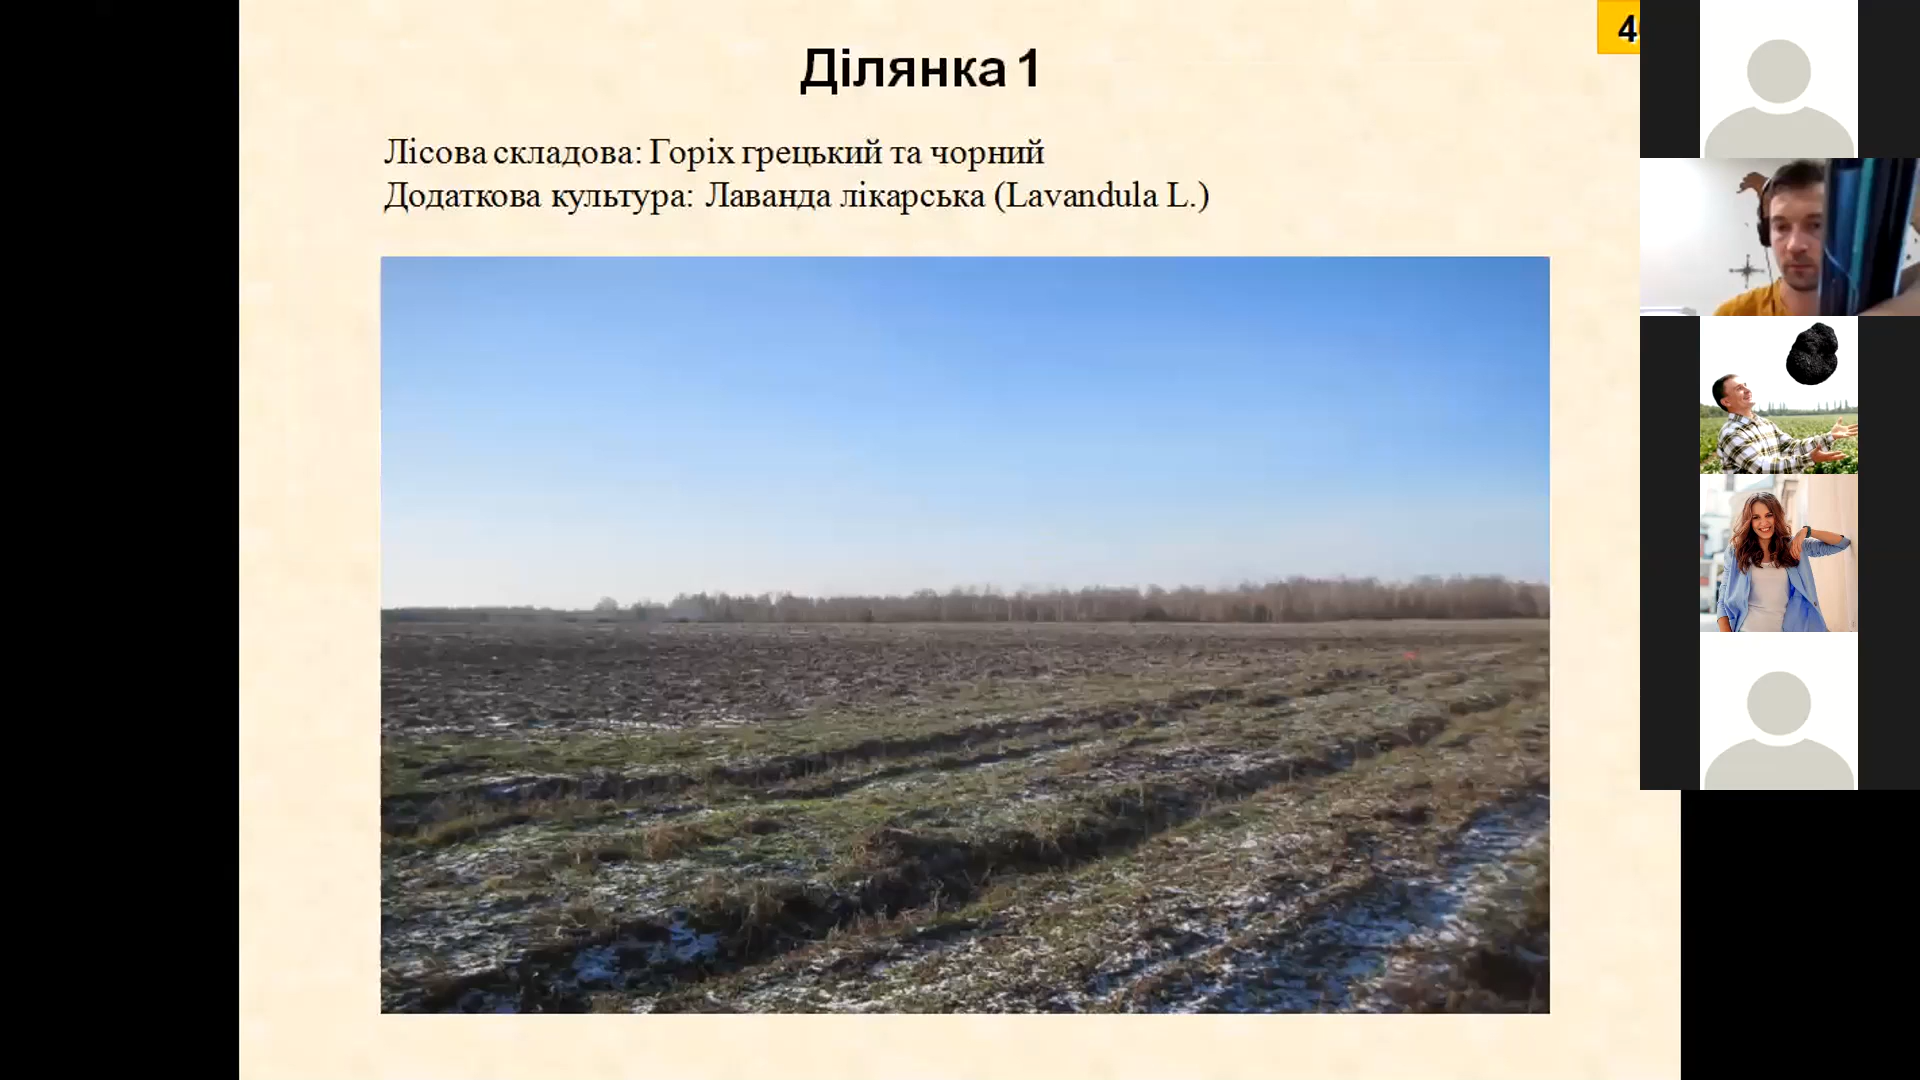 Ділянка 1
Лісова складова: Горіх грецький та чорний
Додаткова культура: Лаванда лікарська (Lavandula L.)